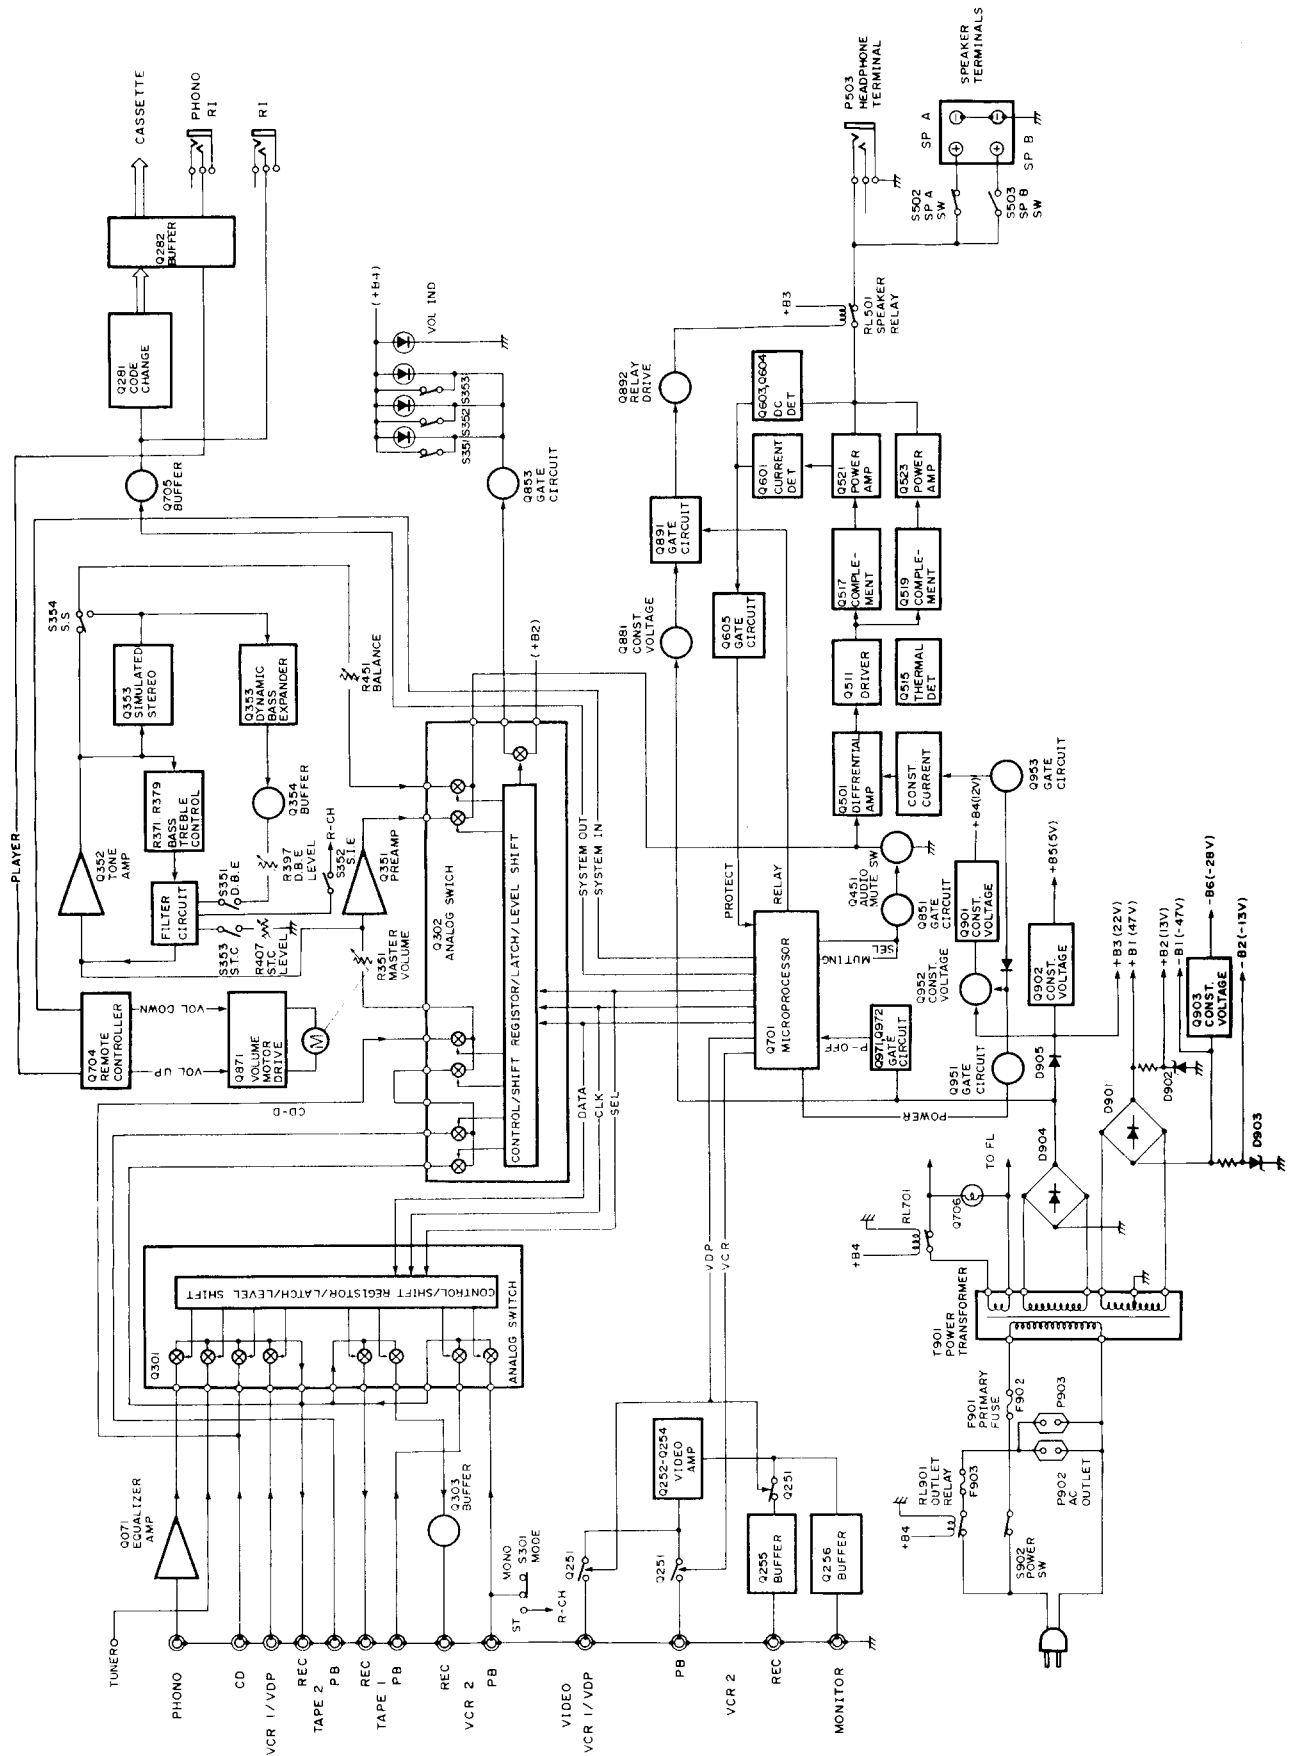 TUNERO
PHONO
CD
VCR 1/VDP
REC
TAPE 2
PB
REC
TAPE 1
PB
REC
VCR 2
PB
VIDEO
VCR 1/VDP
PB
VCR 2
REC
MONITOR
Q071
EQUALIZER
AMP
Q303
BUFFER
MONO
S301
MODE
ST
R-CH
Q251
Q251
Q252-Q254
VIDEO
AMP
Q251
Q255
BUFFER
Q256
BUFFER
VDP
VCR
Q301
ANALOG SWITCH
CONTROL/SHIFT REGISTOR/LATCH/LEVEL SHIFT
DATA
CLK
SEL
CD-D
PLAYER
Q704
REMOTE
CONTROLLER
VOL UP
VOL DOWN
Q871
VOLUME
MOTOR
DRIVE
M
Q352
TONE
AMP
FILTER
CIRCUIT
R371, R379
BASS
TREBLE
CONTROL
S353
S.T.C
R407
S.T.C
LEVEL
S351
D.B.E
R397
D.B.E
LEVEL
S352
S.I.E
R-CH
Q353
SIMULATED
STEREO
Q353
DYNAMIC
BASS
EXPANDER
Q354
BUFFER
S354
S.S
R351
MASTER
VOLUME
Q351
PREAMP
R451
BALANCE
Q302
ANALOG SWICH
CONTROL/SHIFT REGISTOR/LATCH/LEVEL SHIFT
(+B2)
SYSTEM OUT
SYSTEM IN
Q705
BUFFER
Q281
CODE
CHANGE
Q282
BUFFER
CASSETTE
PHONO
RI
RI
(+B4)
VOL IND
S351
S352
S353
Q853
GATE
CIRCUIT
Q701
MICROPROCESSOR
PROTECT
RELAY
SEL
MUTING
P-OFF
POWER
Q971, Q972
GATE
CIRCUIT
Q451
AUDIO
MUTE SW
Q851
GATE
CIRCUIT
Q605
GATE
CIRCUIT
Q881
CONST.
VOLTAGE
Q891
GATE
CIRCUIT
Q892
RELAY
DRIVE
Q601
CURRENT
DET
Q603,Q604
DC
DET
Q501
DIFFRENTIAL
AMP
CONST.
CURRENT
Q953
GATE
CIRCUIT
Q511
DRIVER
Q515
THERMAL
DET
Q517
COMPLE-
MENT
Q519
COMPLE-
MENT
Q521
POWER
AMP
Q523
POWER
AMP
+B3
RL501
SPEAKER
RELAY
P503
HEADPHONE
TERMINAL
S502
SP A
SW
S503
SP B
SW
SP A
SP B
SPEAKER
TERMINALS
Q952
CONST.
VOLTAGE
Q901
CONST.
VOLTAGE
+B4(12V)
Q951
GATE
CIRCUIT
Q902
CONST.
VOLTAGE
+B5(5V)
D905
D904
D901
D902
D903
+B3(22V)
+B1(47V)
+B2(13V)
-B1(-47V)
Q903
CONST.
VOLTAGE
-B6(-28V)
-B2(-13V)
+B4
RL701
Q706
TO FL
T901
POWER
TRANSFORMER
F901
PRIMARY
FUSE
F902
P903
P902
AC
OUTLET
RL901
OUTLET
RELAY
F903
+B4
S902
POWER
SW